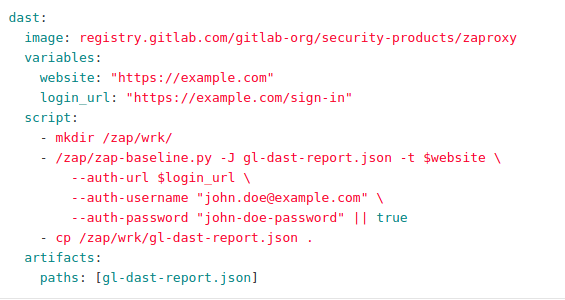 dast:
  image: registry.gitlab.com/gitlab-org/security-products/zaproxy
  variables:
    website: "https://example.com"
    login_url: "https://example.com/sign-in"
  script:
    - mkdir /zap/wrk/
    - /zap/zap-baseline.py -J gl-dast-report.json -t $website \
        --auth-url $login_url \
        --auth-username "john.doe@example.com" \
        --auth-password "john-doe-password" || true
    - cp /zap/wrk/gl-dast-report.json .
  artifacts:
    paths: [gl-dast-report.json]